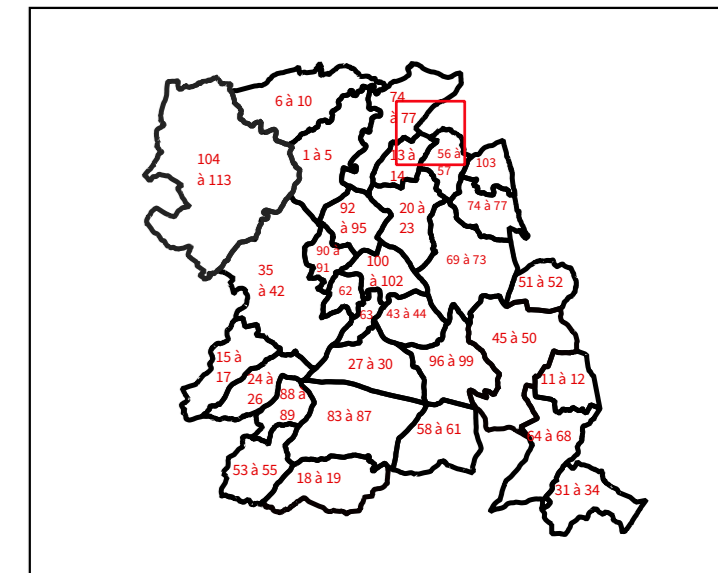 74
à 77
6 à 10
1 à 5
13 à
14
56 à
57
103
104
à 113
92
à 95
20 à
23
74 à 77
90 à
91
100
à 102
69 à 73
35
à 42
62
51 à 52
63
43 à 44
45 à 50
15 à
17
24 à
26
27 à 30
96 à 99
11 à 12
88 à
89
83 à 87
58 à 61
64 à 68
53 à 55
18 à 19
31 à 34